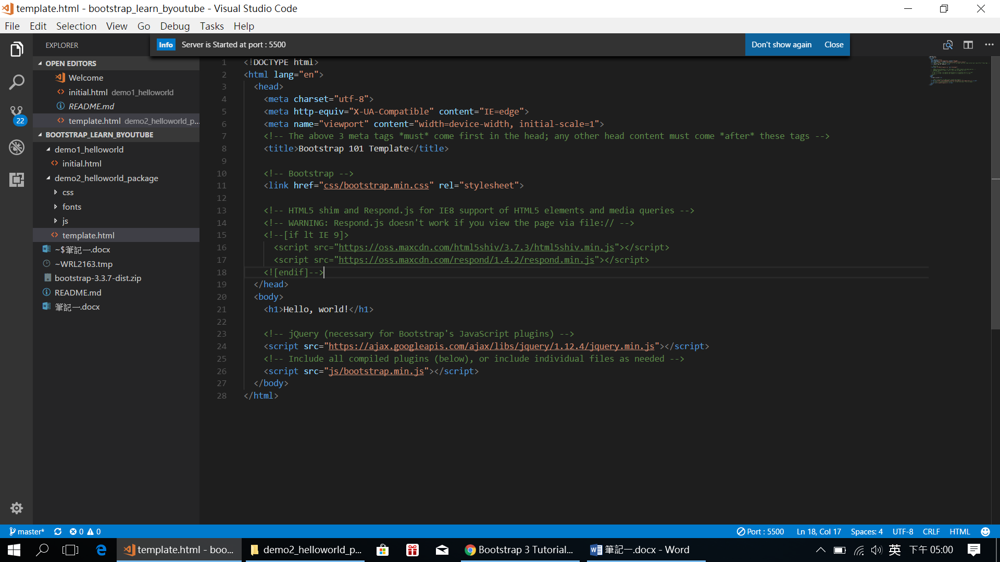 template.html - bootstrap_learn_byoutube - Visual Studio Code
File Edit Selection View Go Debug Tasks Help
EXPLORER
Info Server is Started at port : 5500 Don't show again Close
OPEN EDITORS
Welcome
initial.html demo1_helloworld
README.md
template.html demo2_helloworld_p...
22
BOOTSTRAP_LEARN_BYOUTUBE
demo1_helloworld
initial.html
demo2_helloworld_package
css
fonts
js
template.html
~$筆記一.docx
~WRL2163.tmp
bootstrap-3.3.7-dist.zip
README.md
筆記一.docx
1 <!DOCTYPE html>
2 <html lang="en">
3 <head>
4 <meta charset="utf-8">
5 <meta http-equiv="X-UA-Compatible" content="IE=edge">
6 <meta name="viewport" content="width=device-width, initial-scale=1">
7 <!-- The above 3 meta tags *must* come first in the head; any other head content must come *after* these tags -->
8 <title>Bootstrap 101 Template</title>
9
10 <!-- Bootstrap -->
11 <link href="css/bootstrap.min.css" rel="stylesheet">
12
13 <!-- HTML5 shim and Respond.js for IE8 support of HTML5 elements and media queries -->
14 <!-- WARNING: Respond.js doesn't work if you view the page via file:// -->
15 <!--[if lt IE 9]>
16 <script src="https://oss.maxcdn.com/html5shiv/3.7.3/html5shiv.min.js"></script>
17 <script src="https://oss.maxcdn.com/respond/1.4.2/respond.min.js"></script>
18 <![endif]-->
19 </head>
20 <body>
21 <h1>Hello, world!</h1>
22
23 <!-- jQuery (necessary for Bootstrap's JavaScript plugins) -->
24 <script src="https://ajax.googleapis.com/ajax/libs/jquery/1.12.4/jquery.min.js"></script>
25 <!-- Include all compiled plugins (below), or include individual files as needed -->
26 <script src="js/bootstrap.min.js"></script>
27 </body>
28 </html>
master* 0 0 Port : 5500 Ln 18, Col 17 Spaces: 4 UTF-8 CRLF HTML
template.html - boo... demo2_helloworld_p... Bootstrap 3 Tutorial... 筆記一.docx - Word 英 下午 05:00